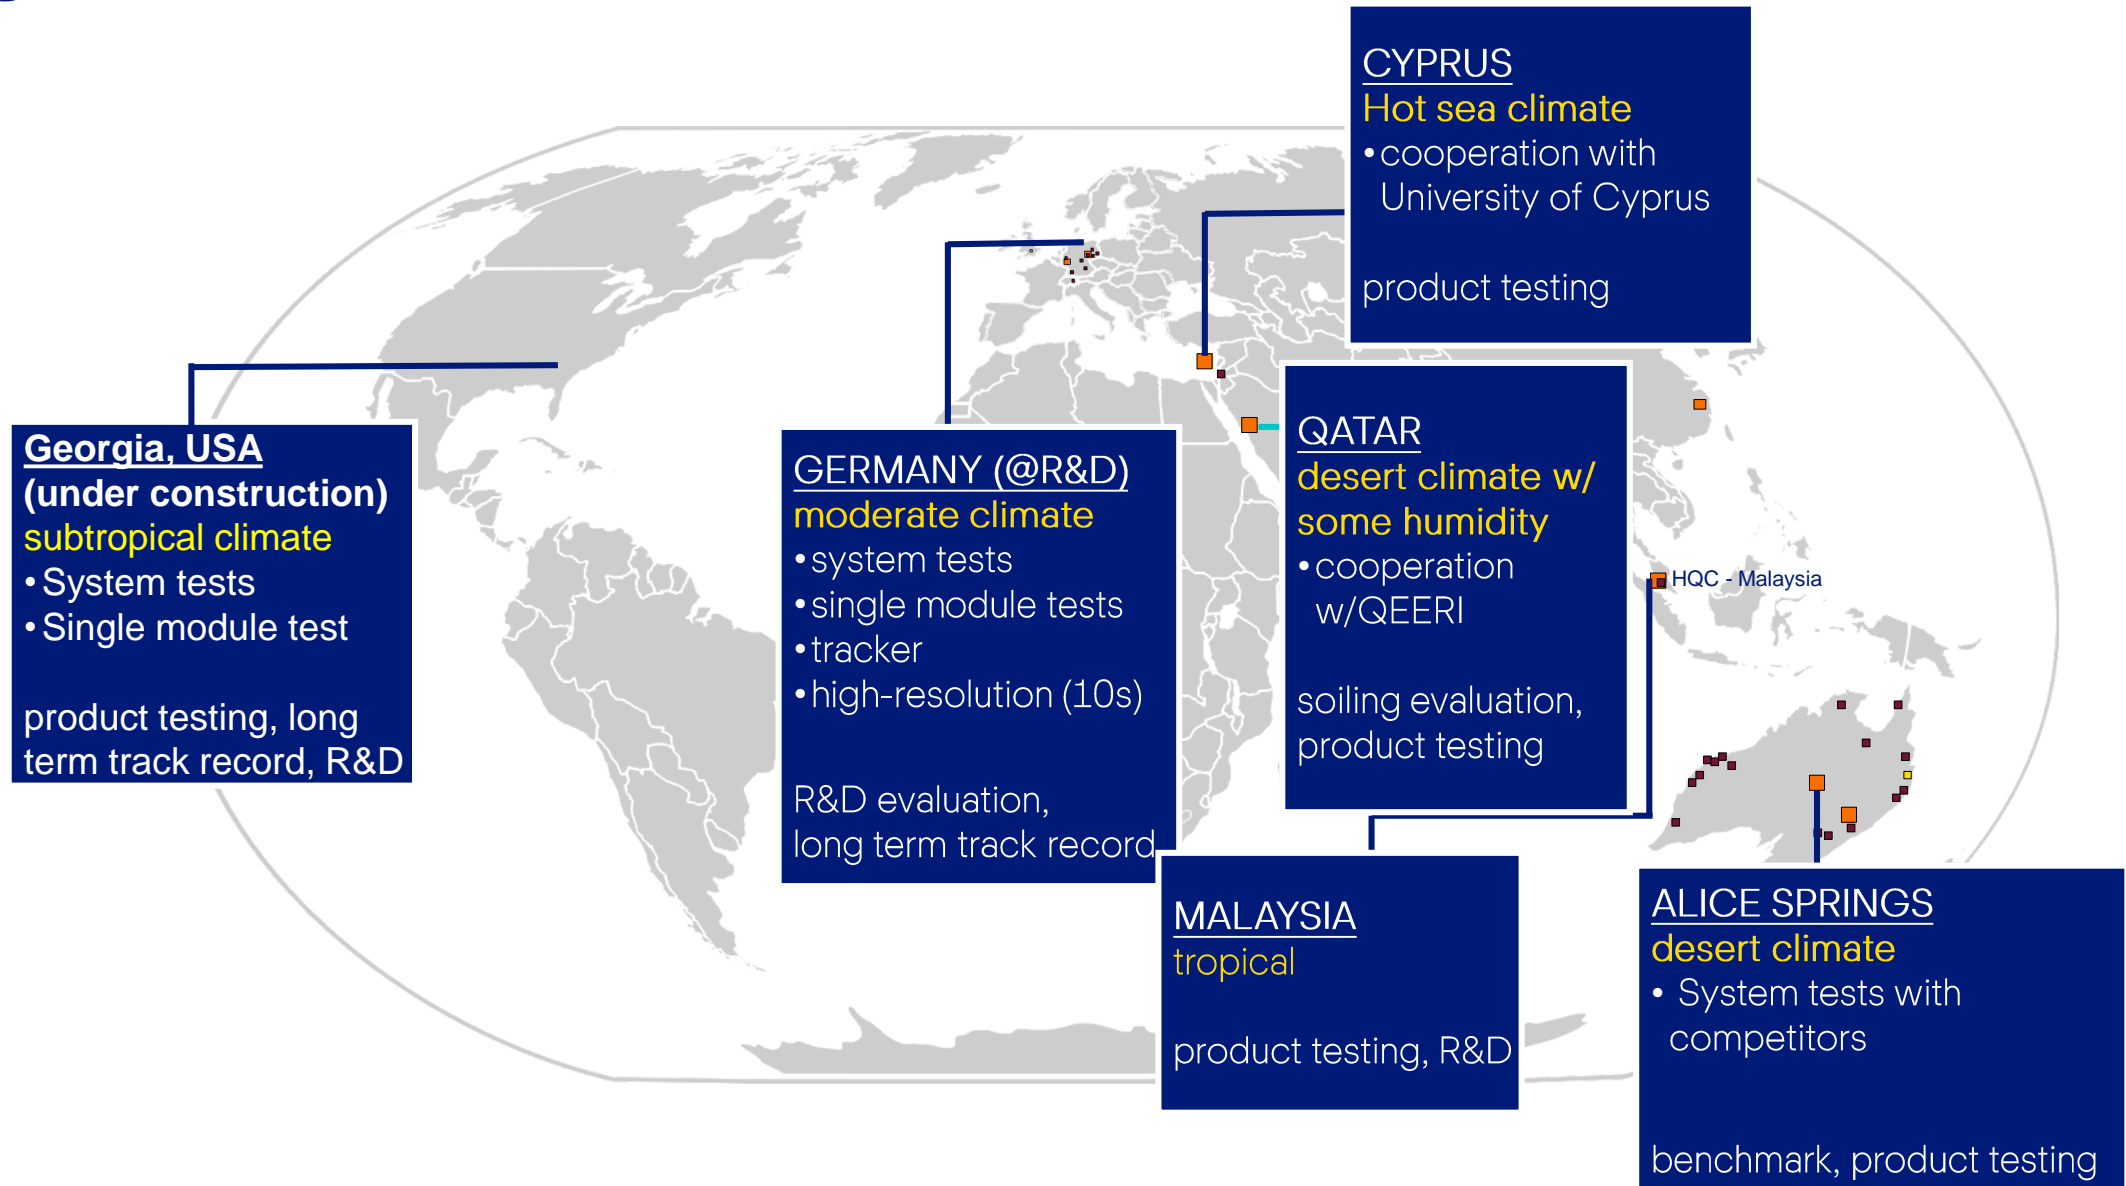 CYPRUS
Hot sea climate
•cooperation with
University of Cyprus
product testing
Georgia, USA
(under construction)
subtropical climate
• System tests
• Single module test
product testing, long
term track record, R&D
GERMANY (@R&D)
moderate climate
•system tests
•single module tests
•tracker
•high-resolution (10s)
R&D evaluation,
long term track record
QATAR
desert climate w/
some humidity
•cooperation
w/QEERI
soiling evaluation,
product testing
HQC - Malaysia
MALAYSIA
tropical
product testing, R&D
ALICE SPRINGS
desert climate
• System tests with
competitors
benchmark, product testing